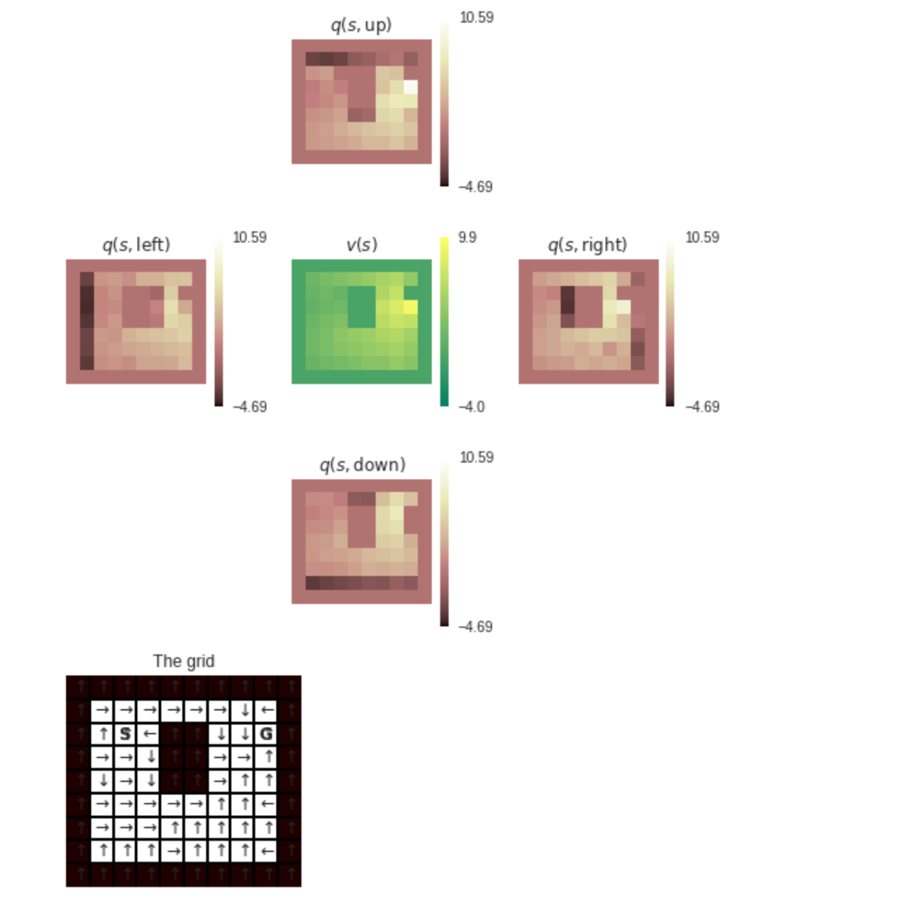 q(s, up)
10.59
−4.69
q(s, left)
10.59
−4.69
v(s)
9.9
−4.0
q(s, right)
10.59
−4.69
q(s, down)
10.59
−4.69
The grid
↑ ↑ ↑ ↑ ↑ ↑ ↑ ↑ ↑ ↑
↑ → → → → → → ↓ ← ↑
↑ ↑ S ← ↑ ↑ ↓ ↓ G ↑
↑ → → ↓ ↑ ↑ → → ↑ ↑
↑ ↓ → ↓ ↑ ↑ → ↑ ↑ ↑
↑ → → → → → ↑ ↑ ← ↑
↑ → → → ↑ ↑ ↑ ↑ ↑ ↑
↑ ↑ ↑ ↑ → ↑ ↑ ↑ ← ↑
↑ ↑ ↑ ↑ ↑ ↑ ↑ ↑ ↑ ↑